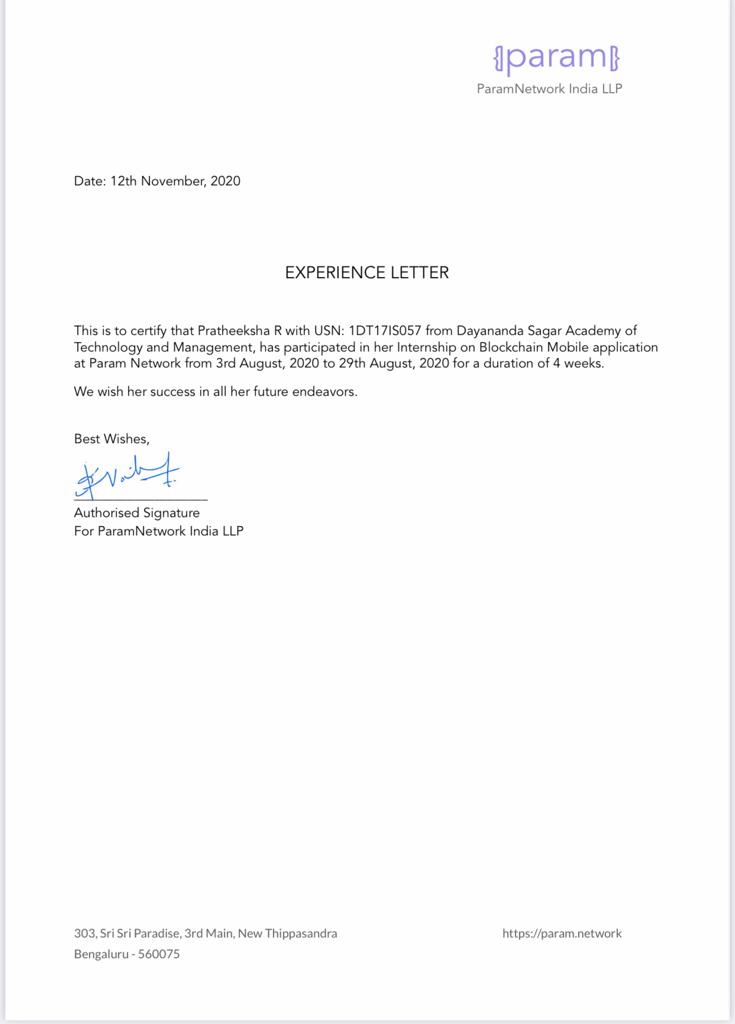 {param}
ParamNetwork India LLP
Date: 12th November, 2020
EXPERIENCE LETTER
This is to certify that Pratheeksha R with USN: 1DT17IS057 from Dayananda Sagar Academy of
Technology and Management, has participated in her Internship on Blockchain Mobile application
at Param Network from 3rd August, 2020 to 29th August, 2020 for a duration of 4 weeks.
We wish her success in all her future endeavors.
Best Wishes,
Authorised Signature
For ParamNetwork India LLP
303, Sri Sri Paradise, 3rd Main, New Thippasandra
https://param.network
Bengaluru - 560075